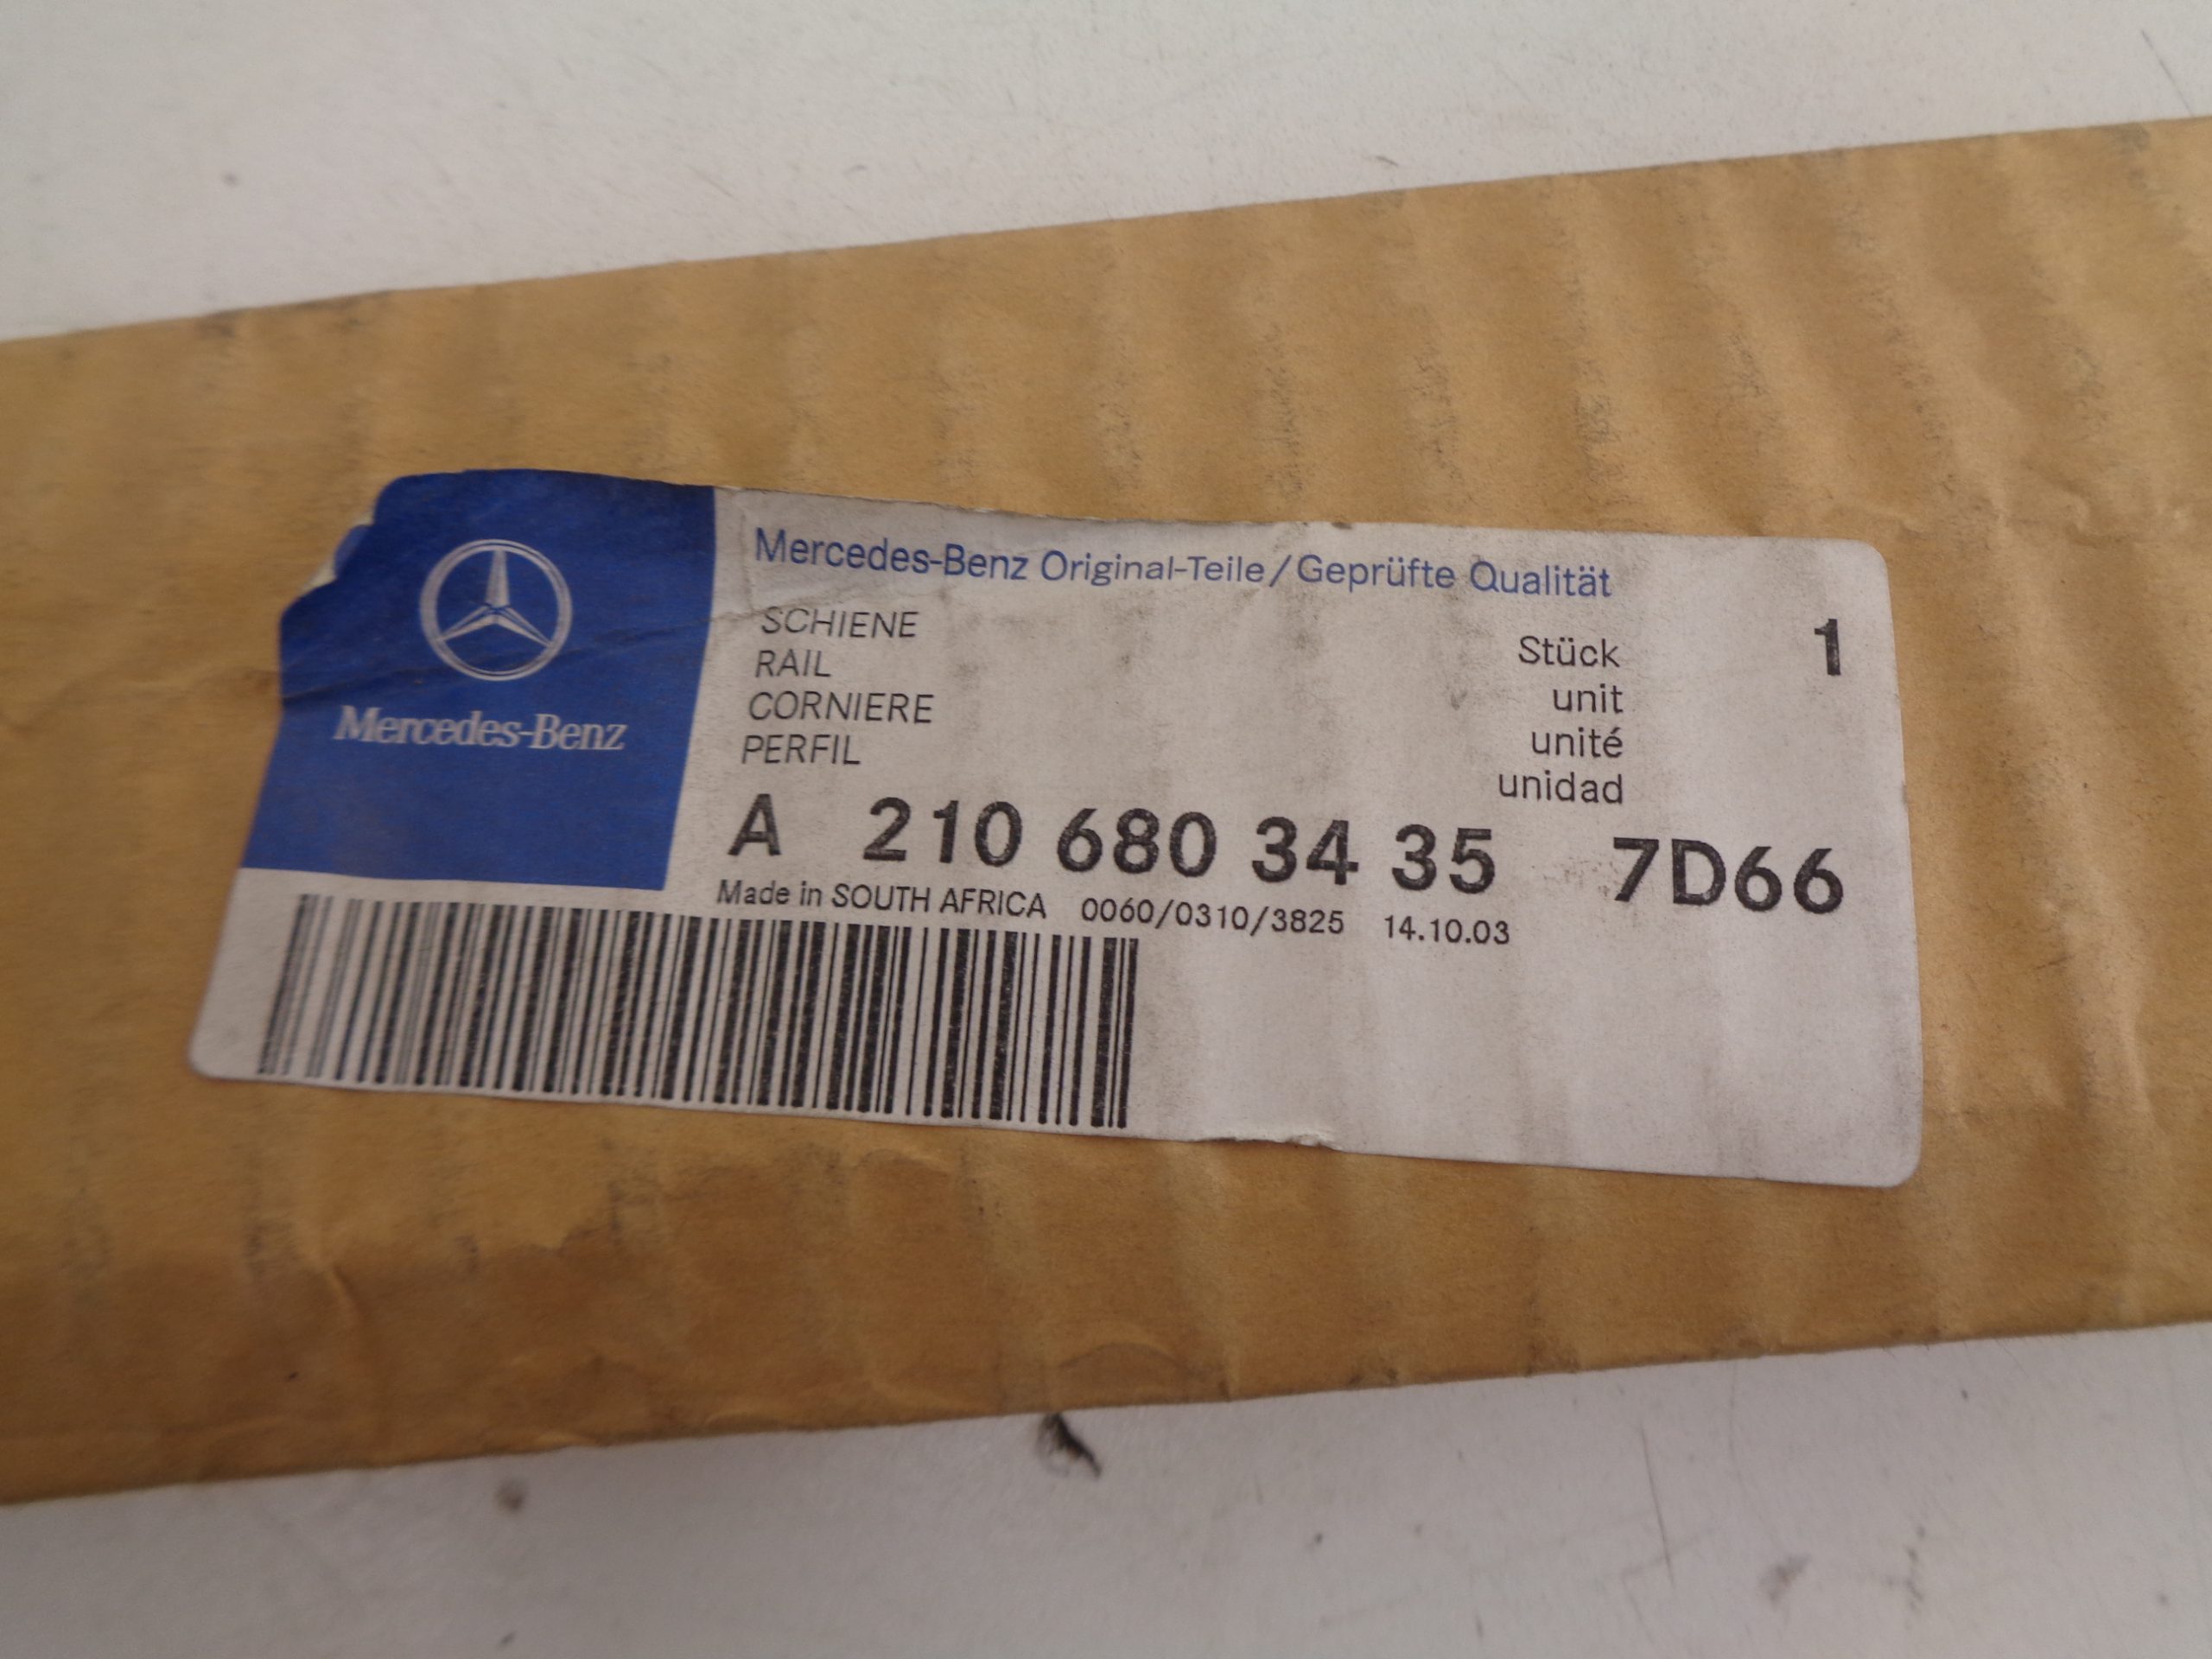 Mercedes-Benz
Mercedes-Benz Original-Teile/Geprüfte Qualität
SCHIENE
RAIL
CORNIERE
PERFIL
Stück 1
unit
unité
unidad
A 210 680 34 35 7D66
Made in SOUTH AFRICA 0060/0310/3825 14.10.03